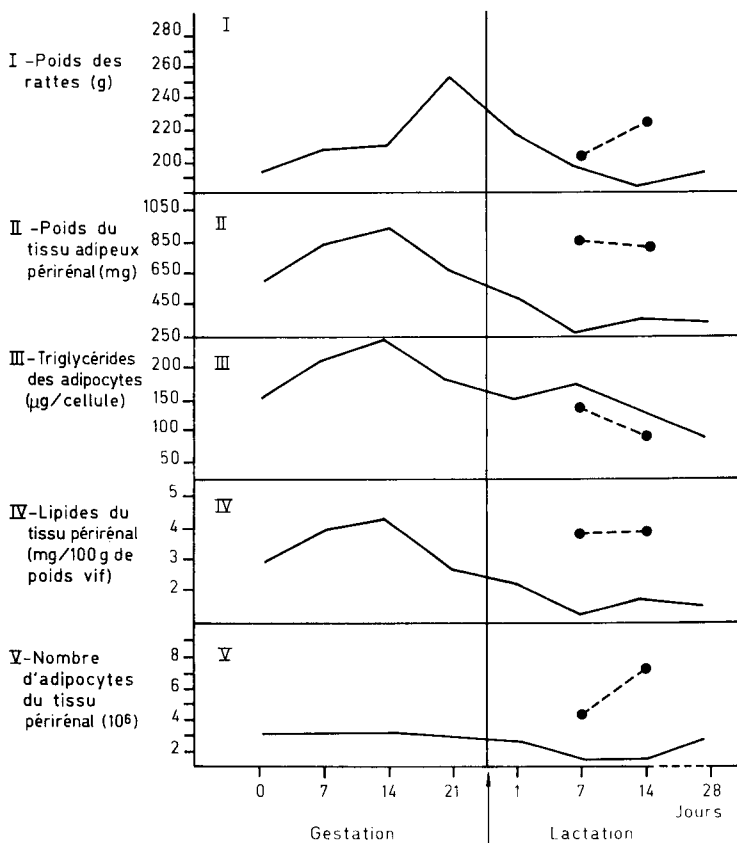 I
280
260
240
220
200
I-Poids des
rattes (g)
II
1050
850
650
450
250
II-Poids du
tissu adipeux
périrénal (mg)
III
200
150
100
50
III-Triglycérides
des adipocytes
(µg/cellule)
IV
5
4
3
2
IV-Lipides du
tissu périrénal
(mg/100 g de
poids vif)
V
8
6
4
2
V-Nombre
d'adipocytes
du tissu
périrénal (10⁶)
0 7 14 21 1 7 14 28
Jours
Gestation Lactation